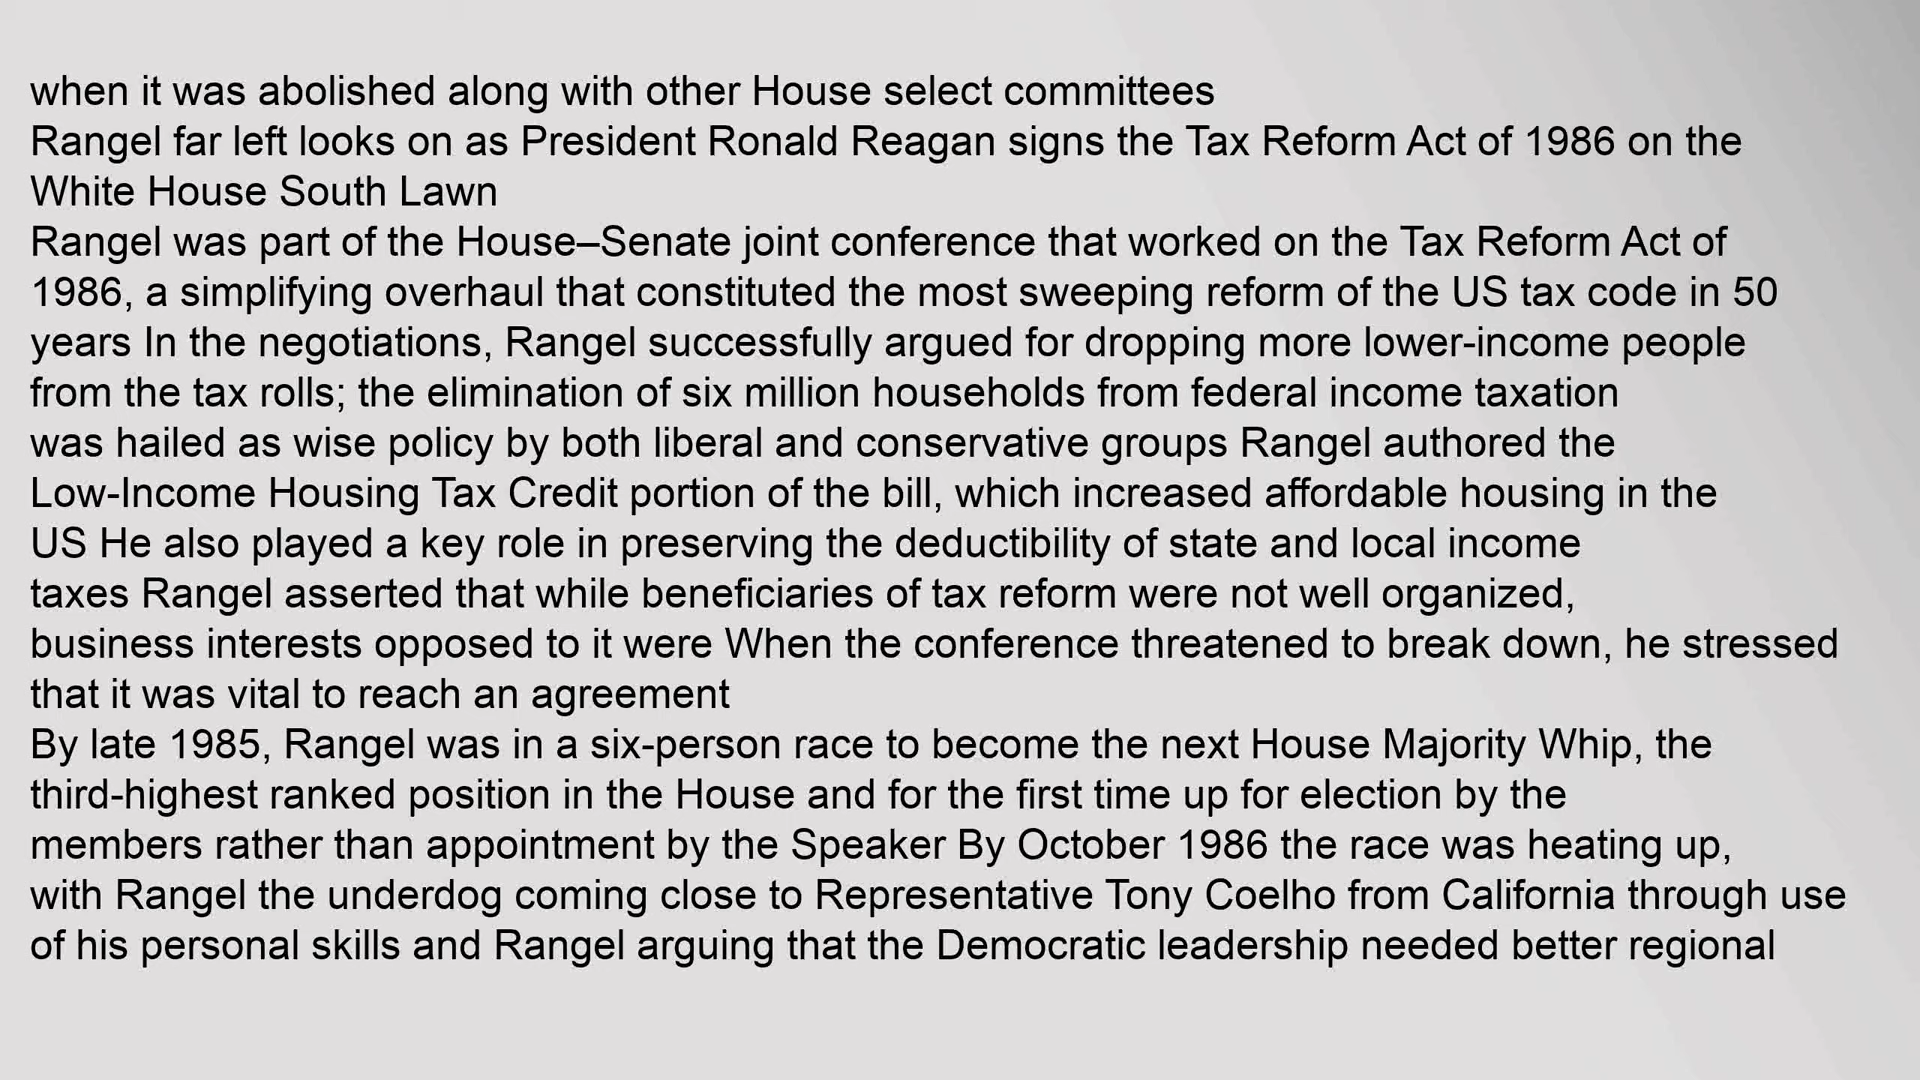 when it was abolished along with other House select committees
Rangel far left looks on as President Ronald Reagan signs the Tax Reform Act of 1986 on the
White House South Lawn
Rangel was part of the House–Senate joint conference that worked on the Tax Reform Act of
1986, a simplifying overhaul that constituted the most sweeping reform of the US tax code in 50
years In the negotiations, Rangel successfully argued for dropping more lower-income people
from the tax rolls; the elimination of six million households from federal income taxation
was hailed as wise policy by both liberal and conservative groups Rangel authored the
Low-Income Housing Tax Credit portion of the bill, which increased affordable housing in the
US He also played a key role in preserving the deductibility of state and local income
taxes Rangel asserted that while beneficiaries of tax reform were not well organized,
business interests opposed to it were When the conference threatened to break down, he stressed
that it was vital to reach an agreement
By late 1985, Rangel was in a six-person race to become the next House Majority Whip, the
third-highest ranked position in the House and for the first time up for election by the
members rather than appointment by the Speaker By October 1986 the race was heating up,
with Rangel the underdog coming close to Representative Tony Coelho from California through use
of his personal skills and Rangel arguing that the Democratic leadership needed better regional